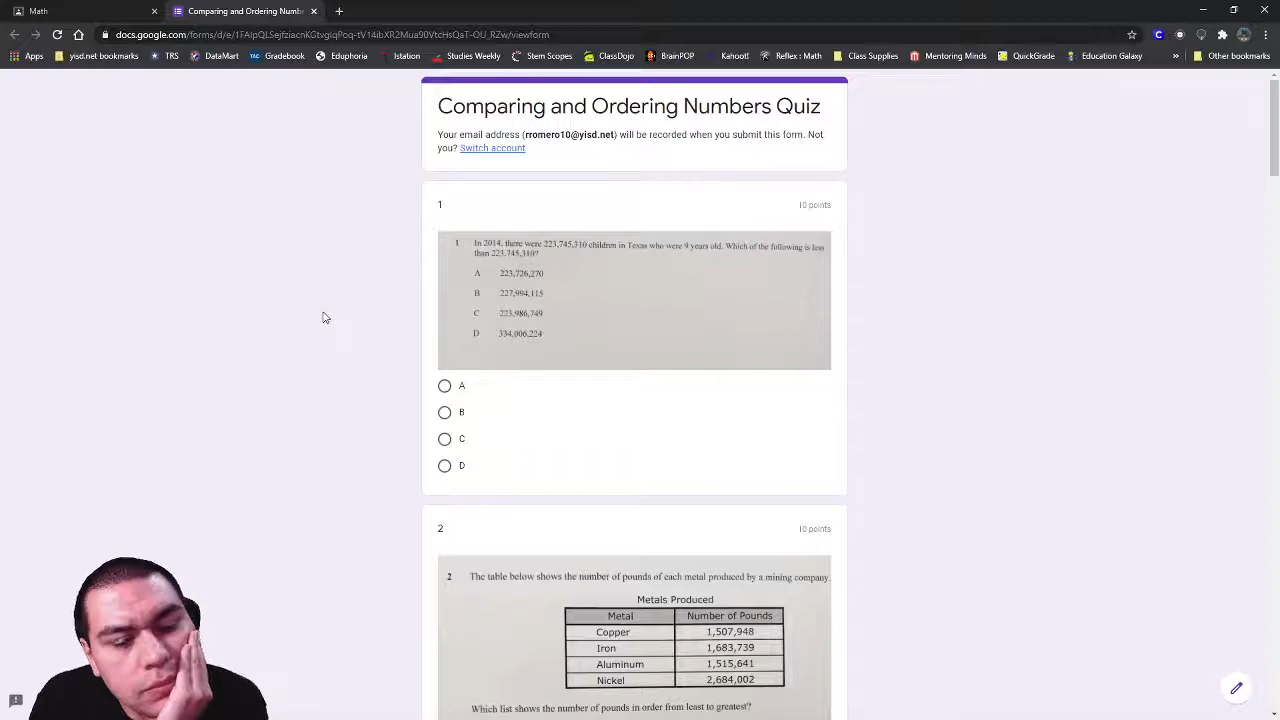 Math
Comparing and Ordering Numbe
docs.google.com/forms/d/e/1FAIpQLSejfziacnKGtvgiqPoq-tV14ibXR2Mua90VtcHsQaT-OU_RZw/viewform
Apps yisd.net bookmarks TRS DataMart Gradebook Eduphoria Istation Studies Weekly Stem Scopes ClassDojo BrainPOP Kahoot! Reflex : Math Class Supplies Mentoring Minds QuickGrade Education Galaxy » Other bookmarks
Comparing and Ordering Numbers Quiz
Your email address (rromero10@yisd.net) will be recorded when you submit this form. Not
you? Switch account
1 10 points
1 In 2014, there were 223,745,310 children in Texas who were 9 years old. Which of the following is less
than 223,745,310?
A 223,726,270
B 227,994,115
C 223,986,749
D 334,006,224
A
B
C
D
2 10 points
2 The table below shows the number of pounds of each metal produced by a mining company.
Metals Produced
Metal Number of Pounds
Copper 1,507,948
Iron 1,683,739
Aluminum 1,515,641
Nickel 2,684,002
Which list shows the number of pounds in order from least to greatest?